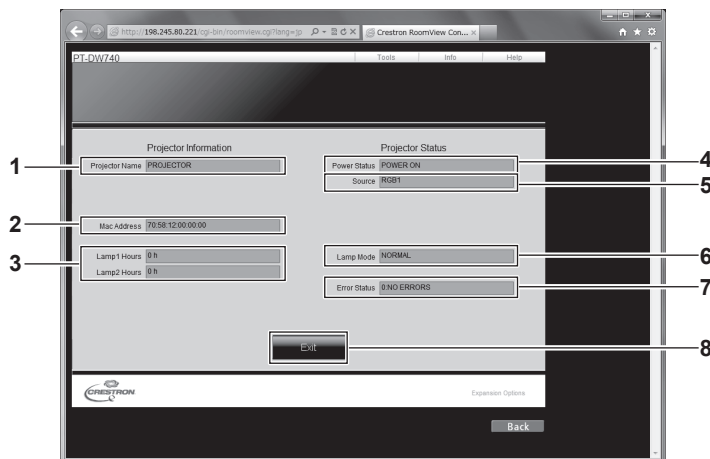 http://198.245.80.221/cgi-bin/roomview.cgi?lang=jp
Crestron RoomView Con...
PT-DW740
Tools Info Help
Projector Information
Projector Status
1
Projector Name PROJECTOR
Power Status POWER ON
4
Source RGB1
5
2
Mac Address 70:58:12:00:00:00
3
Lamp1 Hours 0 h
Lamp2 Hours 0 h
Lamp Mode NORMAL
6
Error Status 0:NO ERRORS
7
Exit
8
CRESTRON
Expansion Options
Back